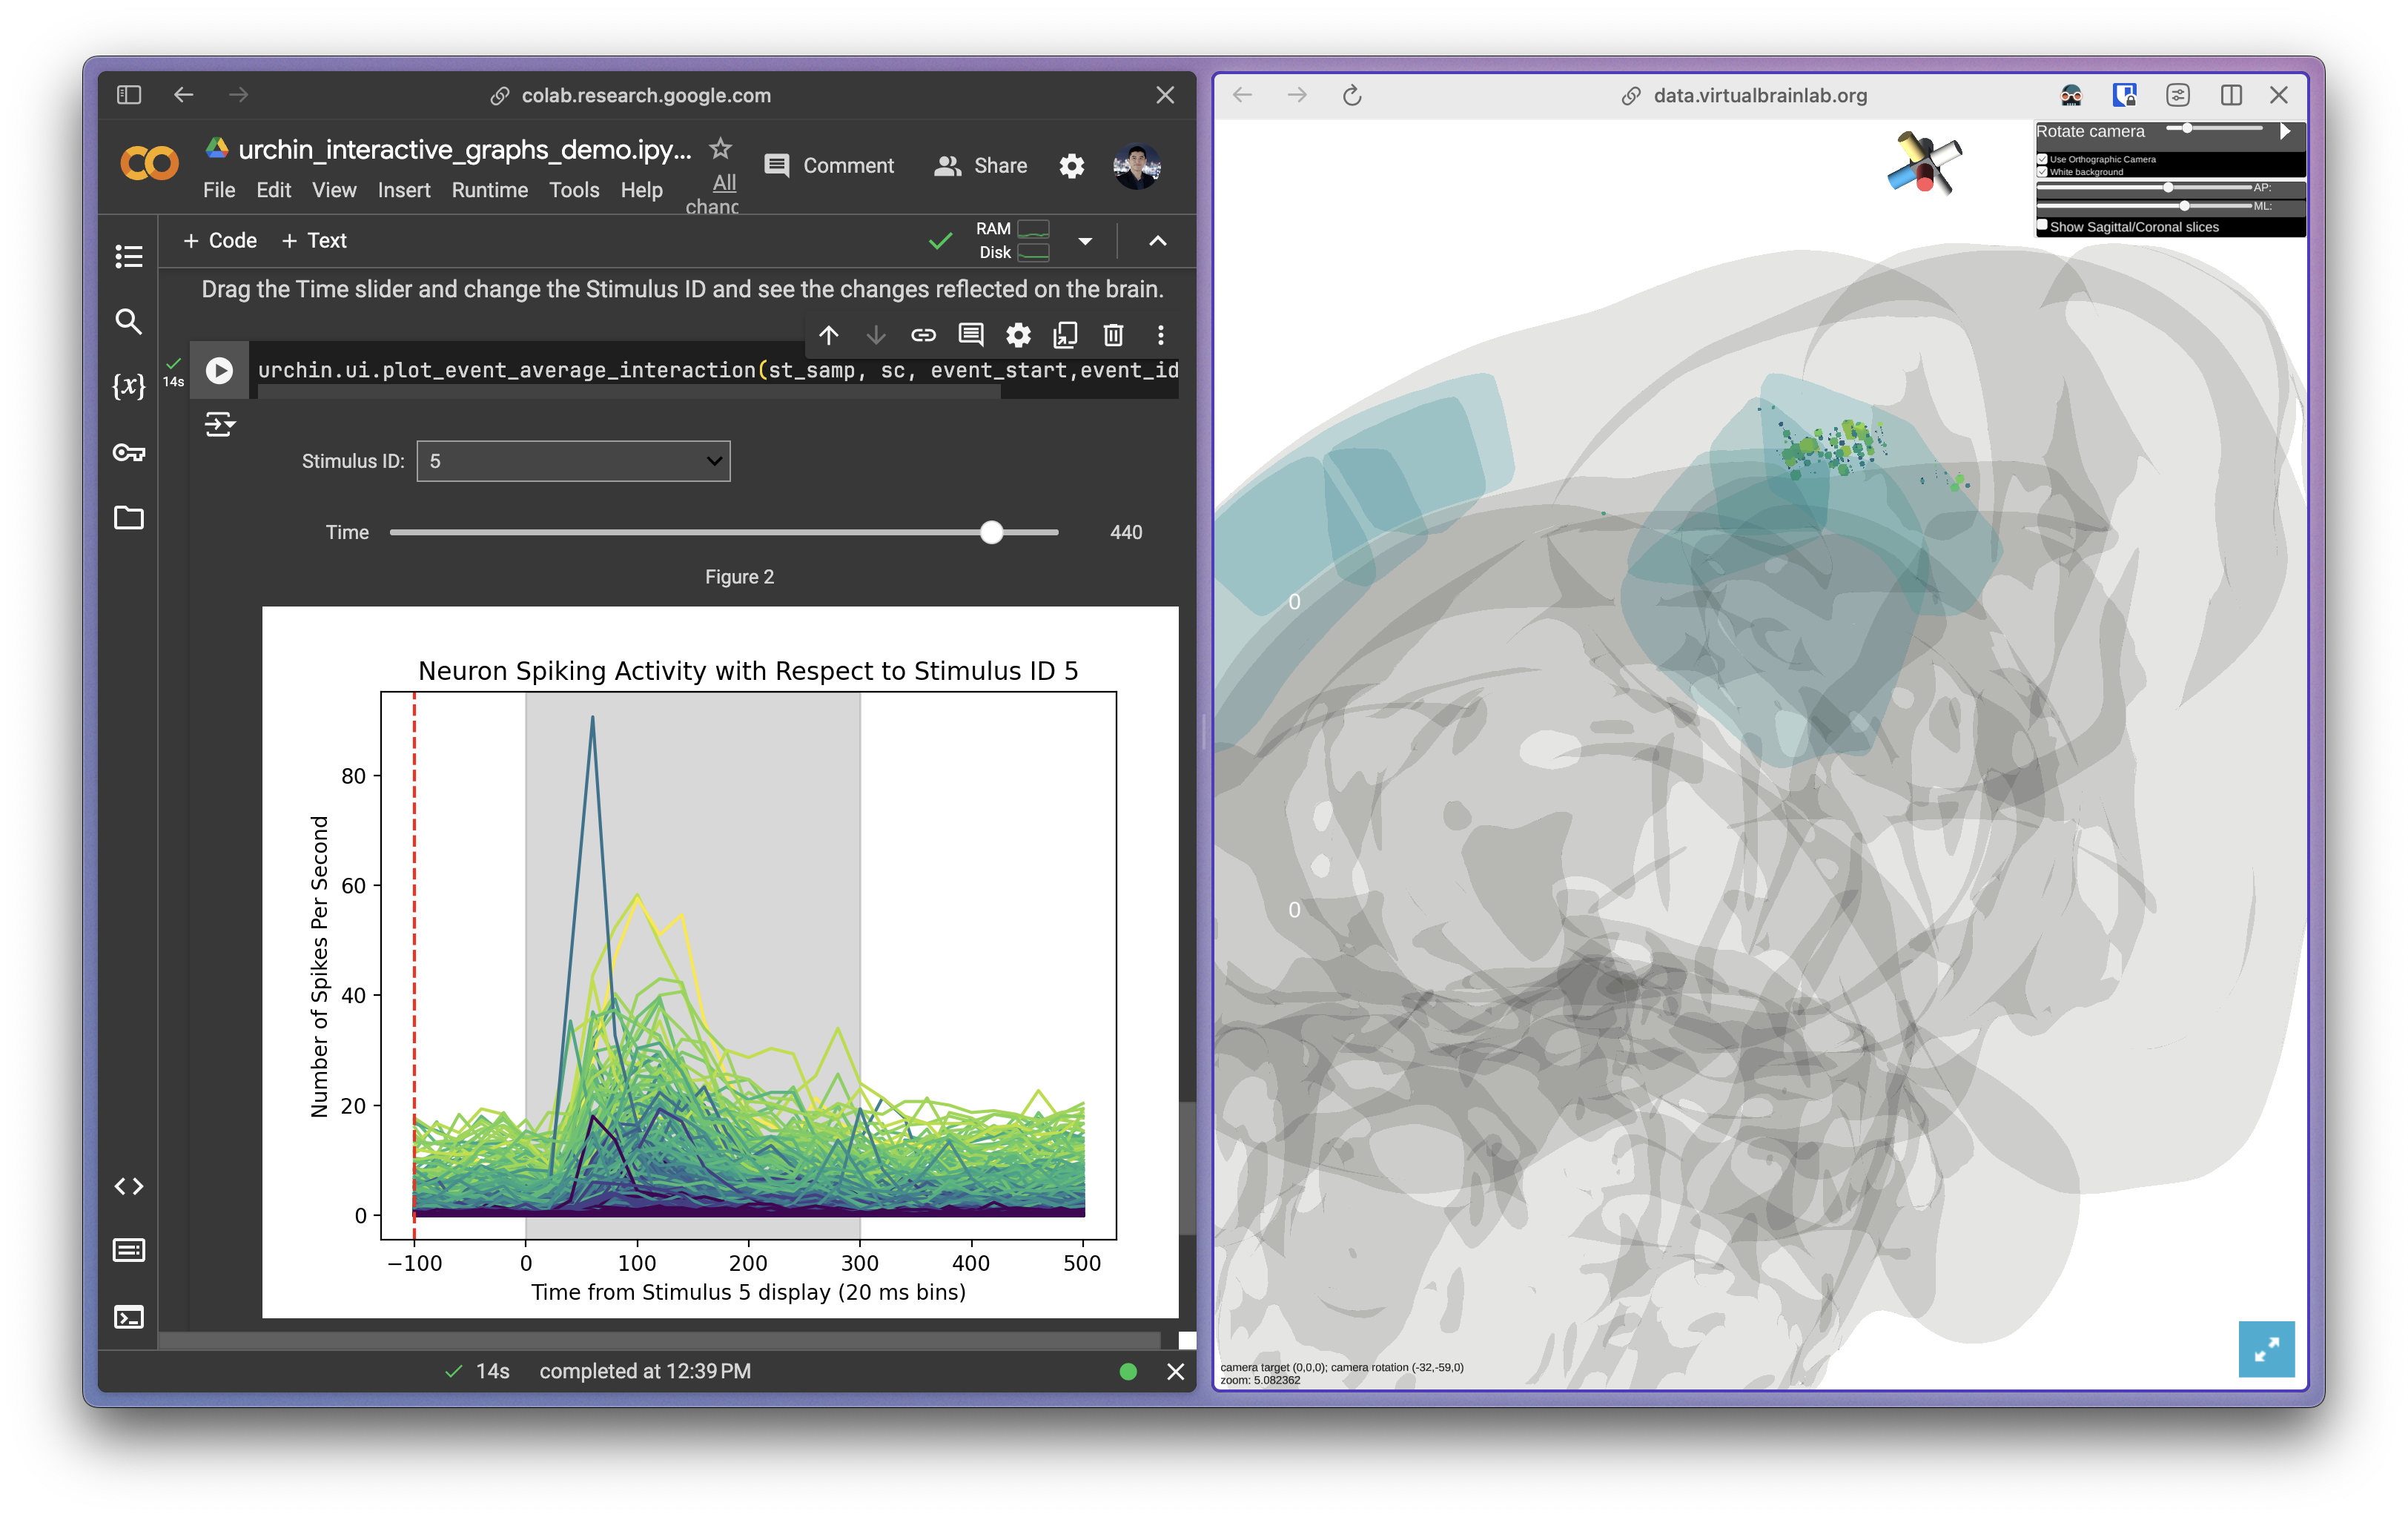 colab.research.google.com
urchin_interactive_graphs_demo.ipy...
Comment
Share
File Edit View Insert Runtime Tools Help
All
chang
+ Code + Text
RAM
Disk
Drag the Time slider and change the Stimulus ID and see the changes reflected on the brain.
14s
urchin.ui.plot_event_average_interaction(st_samp, sc, event_start,event_id
{x}
Stimulus ID: 5
Time 440
Figure 2
Neuron Spiking Activity with Respect to Stimulus ID 5
Number of Spikes Per Second
80
60
40
20
0
−100 0 100 200 300 400 500
Time from Stimulus 5 display (20 ms bins)
14s completed at 12:39 PM
data.virtualbrainlab.org
Rotate camera
Use Orthographic Camera
White background
AP:
ML:
Show Sagittal/Coronal slices
0
0
camera target (0,0,0); camera rotation (-32,-59,0)
zoom: 5.082362